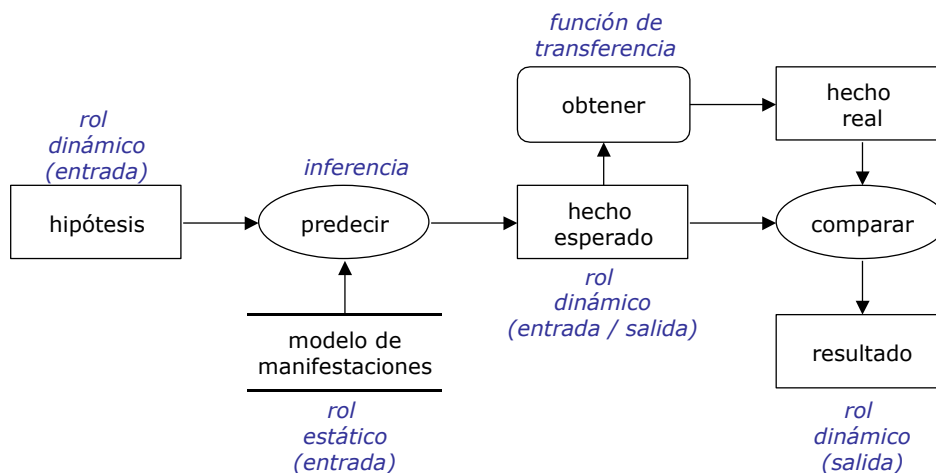 función de
transferencia
obtener
hecho
real
rol
dinámico
(entrada)
inferencia
hipótesis
predecir
hecho
esperado
comparar
rol
dinámico
(entrada / salida)
modelo de
manifestaciones
resultado
rol
estático
(entrada)
rol
dinámico
(salida)